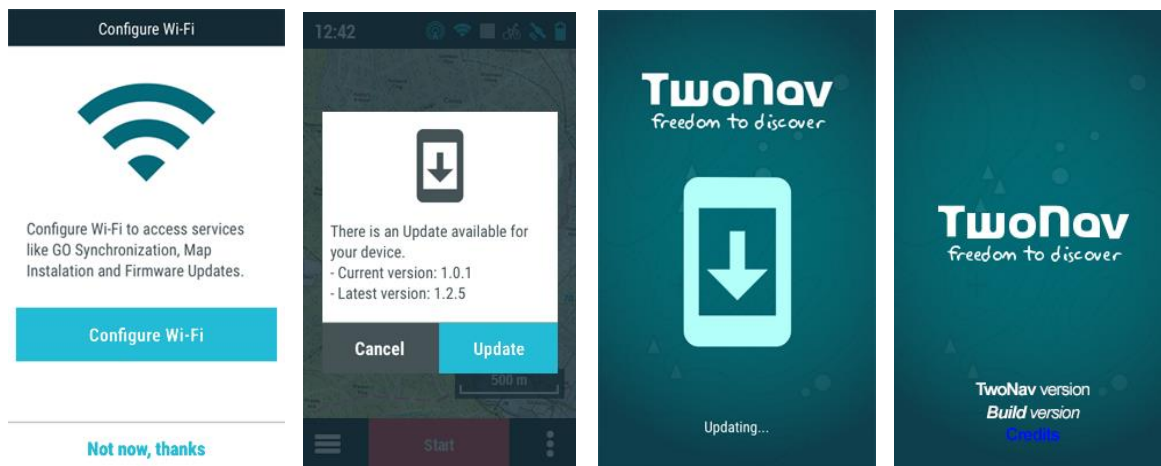 Configure Wi-Fi
Configure Wi-Fi to access services
like GO Synchronization, Map
Instalation and Firmware Updates.
Configure Wi-Fi
Not now, thanks
12:42
There is an Update available for
your device.
- Current version: 1.0.1
- Latest version: 1.2.5
Cancel
Update
500 m
Start
TwoNav
freedom to discover
Updating...
TwoNav
freedom to discover
TwoNav version
Build version
Credits